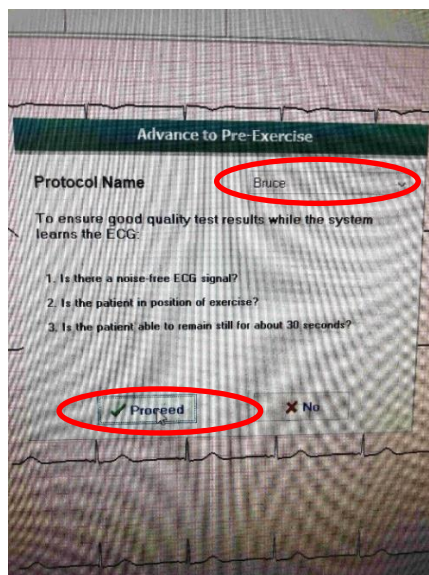 Advance to Pre-Exercise
Protocol Name
Bruce
To ensure good quality test results while the system
learns the ECG:
1. Is there a noise-free ECG signal?
2. Is the patient in position of exercise?
3. Is the patient able to remain still for about 30 seconds?
Proceed
No